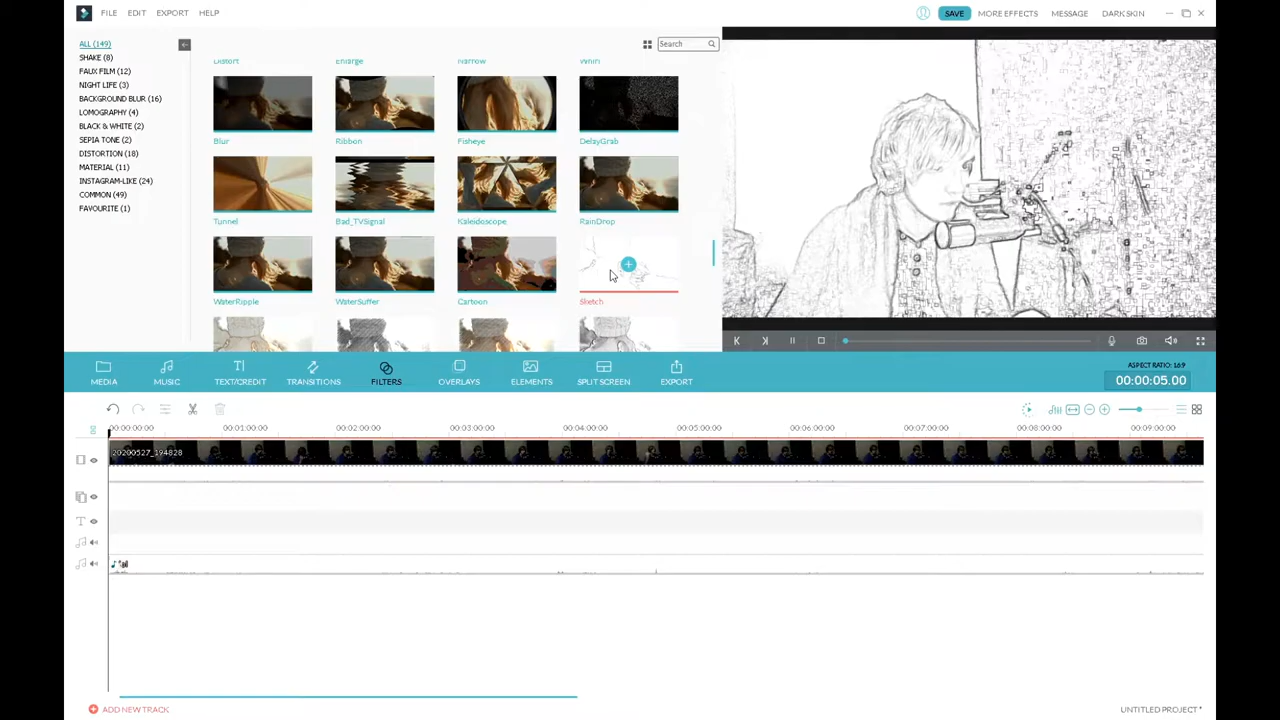 FILE EDIT EXPORT HELP SAVE MORE EFFECTS MESSAGE DARK SKIN
ALL (149)
SHAKE (8)
FAUX FILM (12)
NIGHT LIFE (3)
BACKGROUND BLUR (16)
LOMOGRAPHY (4)
BLACK & WHITE (2)
SEPIA TONE (2)
DISTORTION (18)
MATERIAL (11)
INSTAGRAM-LIKE (24)
COMMON (49)
FAVOURITE (1)
Search
Distort Enlarge Narrow Whirl
Blur Ribbon Fisheye DelayGrab
Tunnel Bad_TVSignal Kaleidoscope RainDrop
WaterRipple WaterSuffer Cartoon Sketch
MEDIA MUSIC TEXT/CREDIT TRANSITIONS FILTERS OVERLAYS ELEMENTS SPLIT SCREEN EXPORT
ASPECT RATIO: 16:9
00:00:05.00
00:00:00:00 00:01:00:00 00:02:00:00 00:03:00:00 00:04:00:00 00:05:00:00 00:06:00:00 00:07:00:00 00:08:00:00 00:09:00:00
20200527_194828
ADD NEW TRACK
UNTITLED PROJECT *